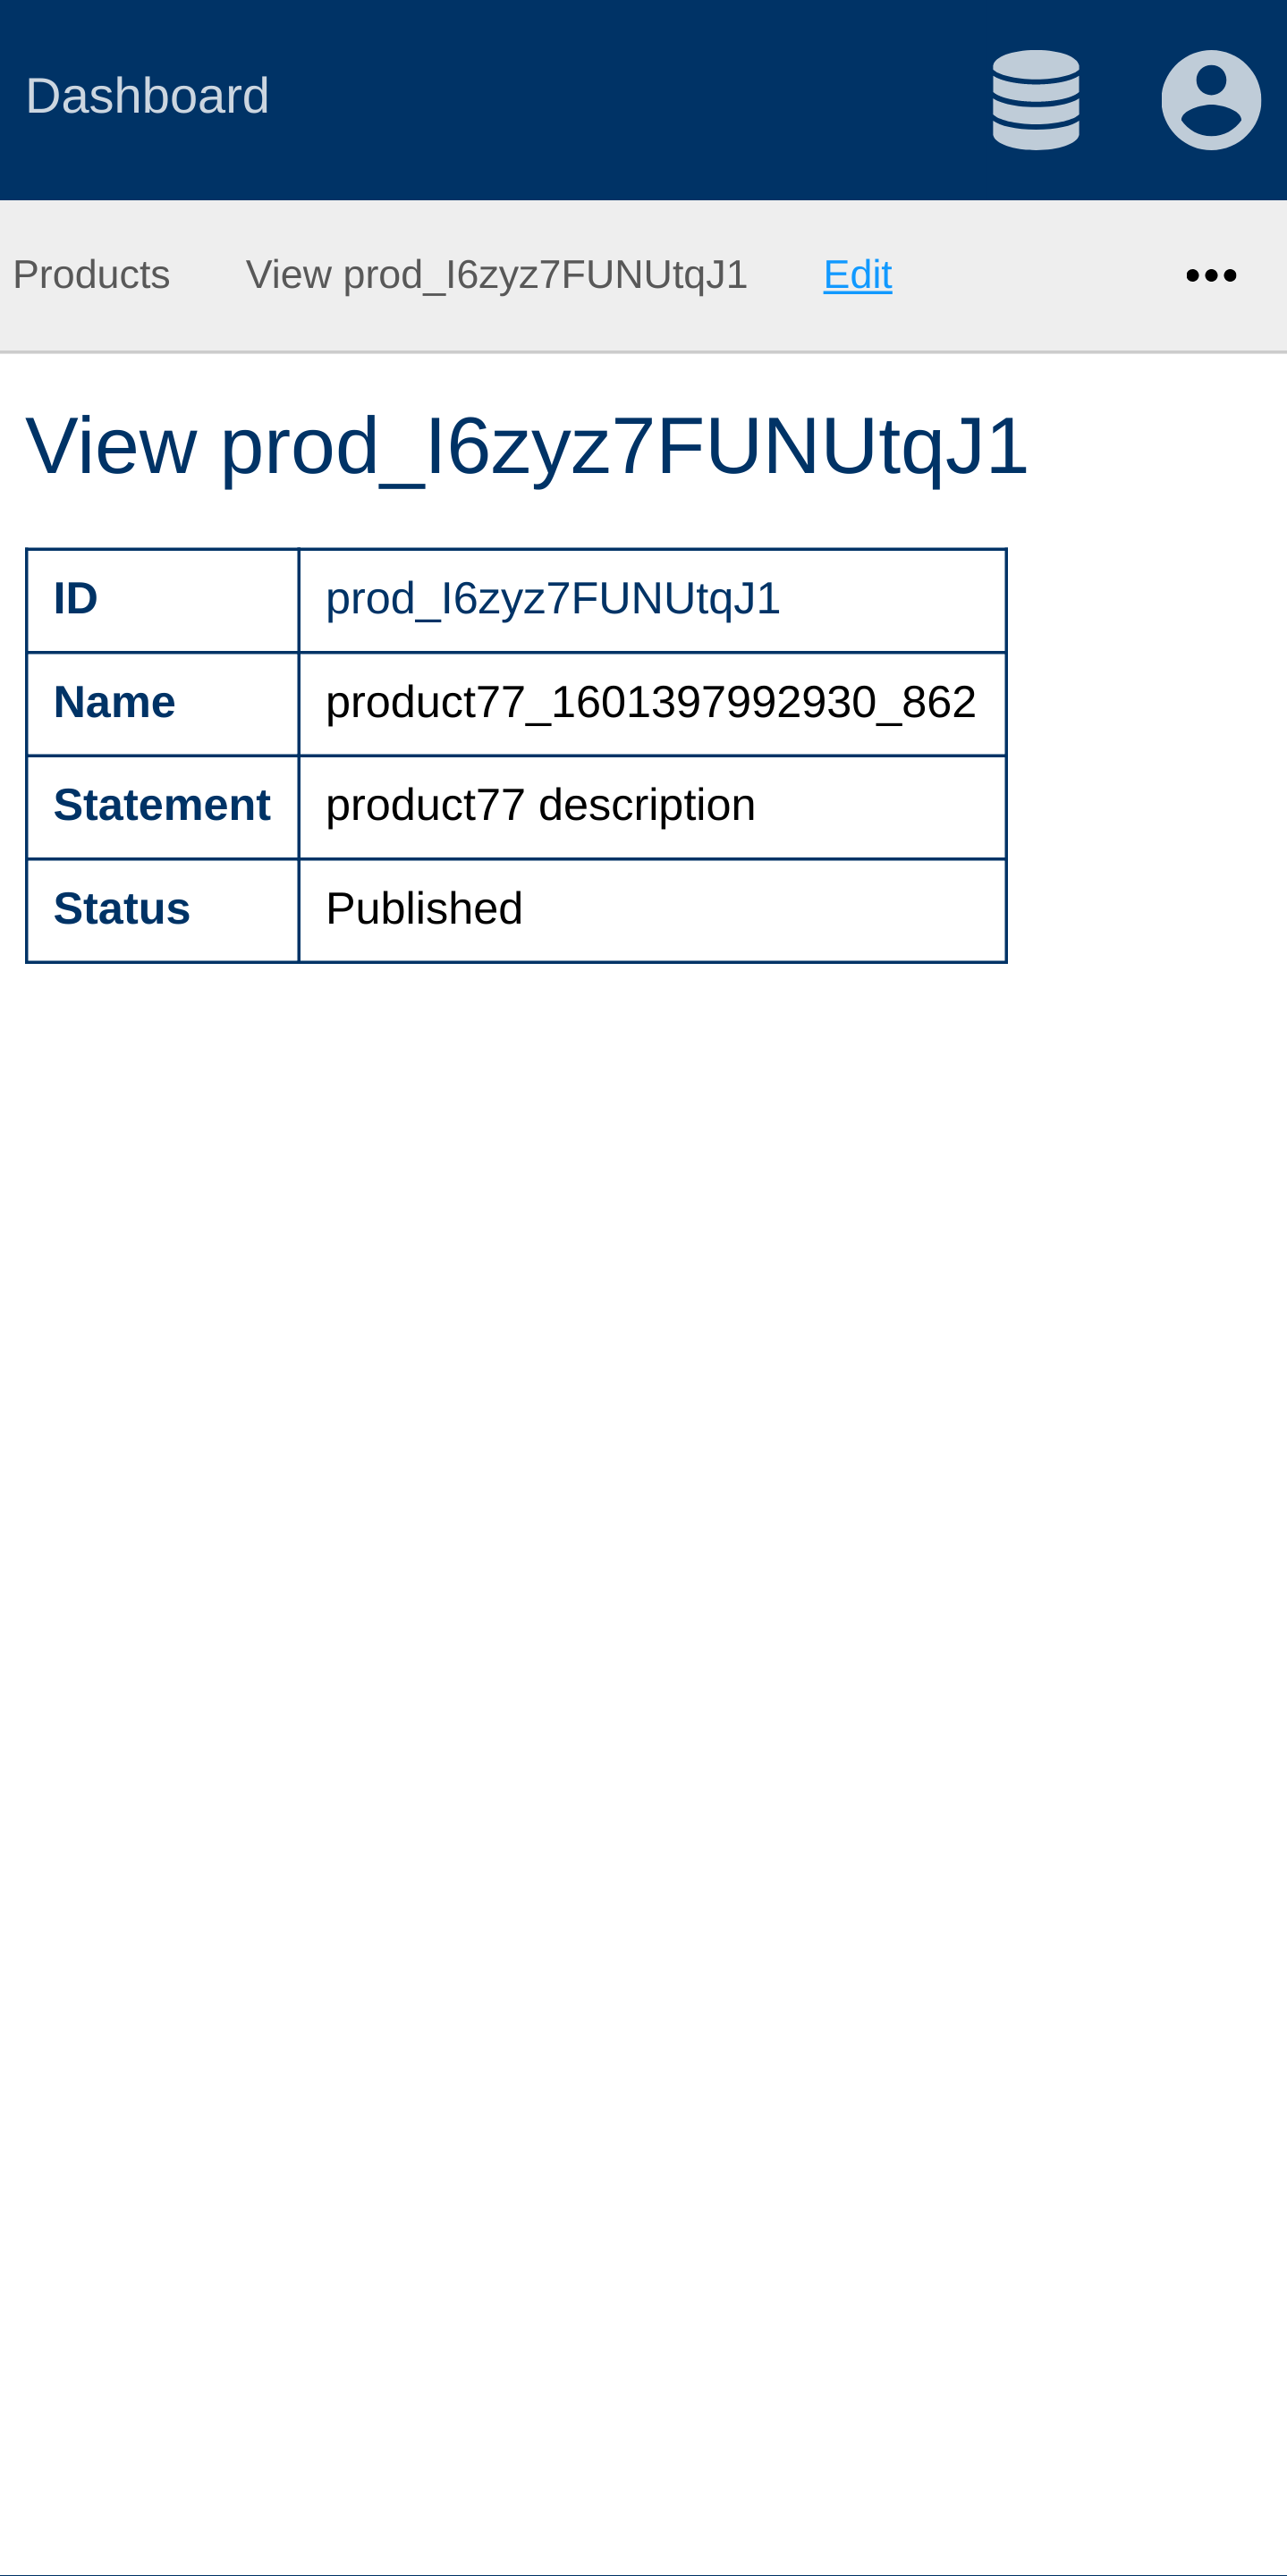 Dashboard
Products View prod_I6zyz7FUNUtqJ1 Edit •••
View prod_I6zyz7FUNUtqJ1
ID prod_I6zyz7FUNUtqJ1
Name product77_1601397992930_862
Statement product77 description
Status Published